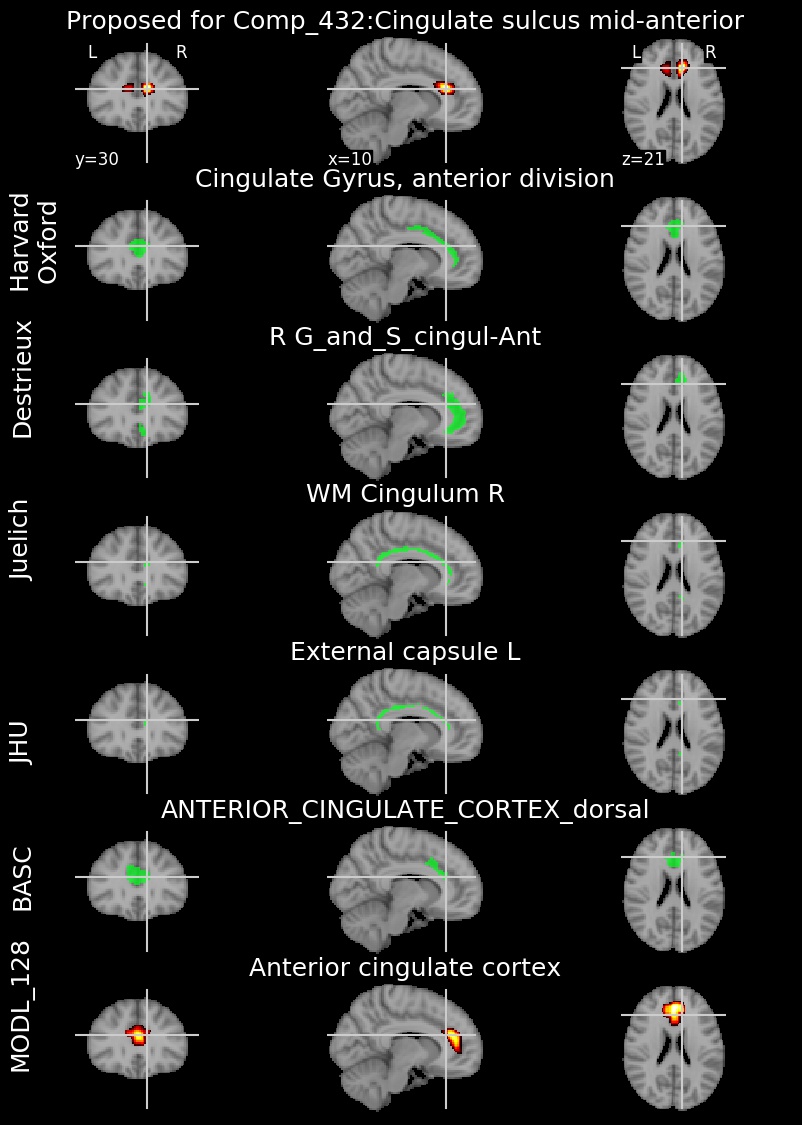 Proposed for Comp_432:Cingulate sulcus mid-anterior
L R L R
y=30 x=10 z=21
Cingulate Gyrus, anterior division
Harvard
Oxford
R G_and_S_cingul-Ant
Destrieux
WM Cingulum R
Juelich
External capsule L
JHU
ANTERIOR_CINGULATE_CORTEX_dorsal
BASC
Anterior cingulate cortex
MODL_128